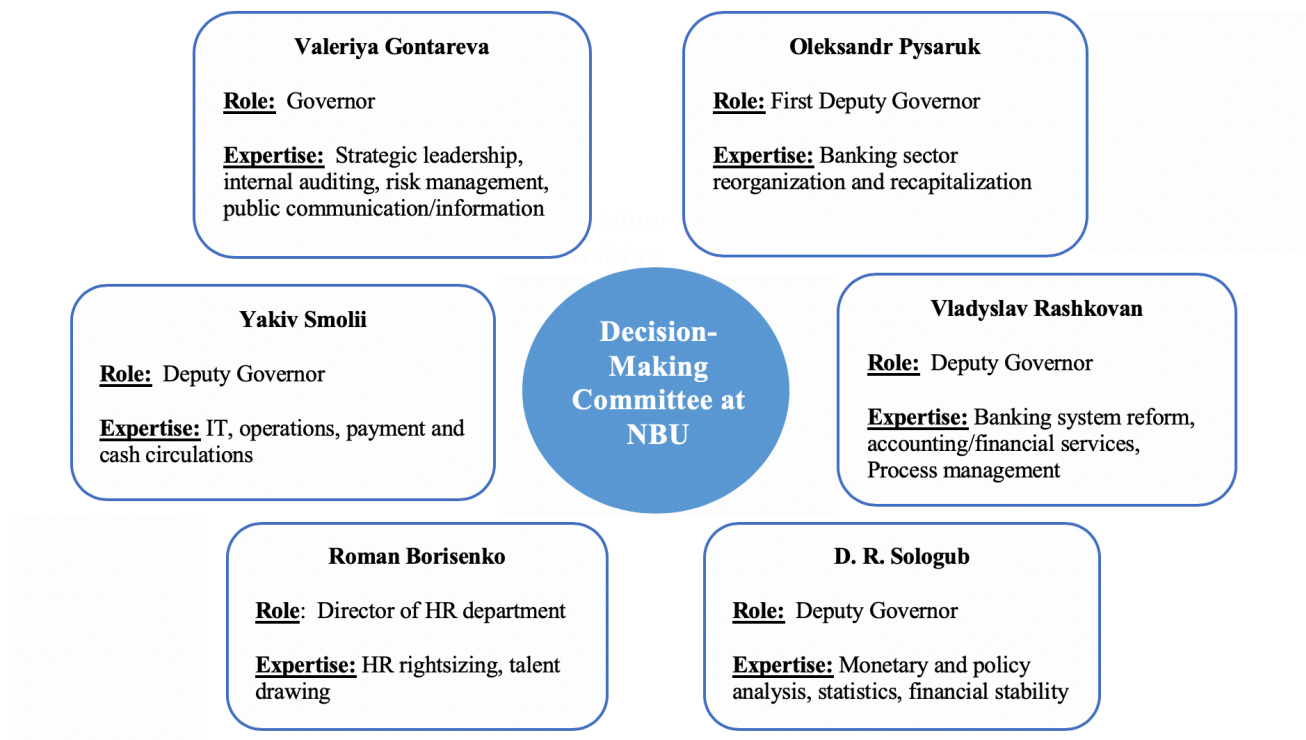 Valeriya Gontareva
Role: Governor
Expertise: Strategic leadership,
internal auditing, risk management,
public communication/information
Oleksandr Pysaruk
Role: First Deputy Governor
Expertise: Banking sector
reorganization and recapitalization
Yakiv Smolii
Role: Deputy Governor
Expertise: IT, operations, payment and
cash circulations
Decision-
Making
Committee at
NBU
Vladyslav Rashkovan
Role: Deputy Governor
Expertise: Banking system reform,
accounting/financial services,
Process management
Roman Borisenko
Role: Director of HR department
Expertise: HR rightsizing, talent
drawing
D. R. Sologub
Role: Deputy Governor
Expertise: Monetary and policy
analysis, statistics, financial stability